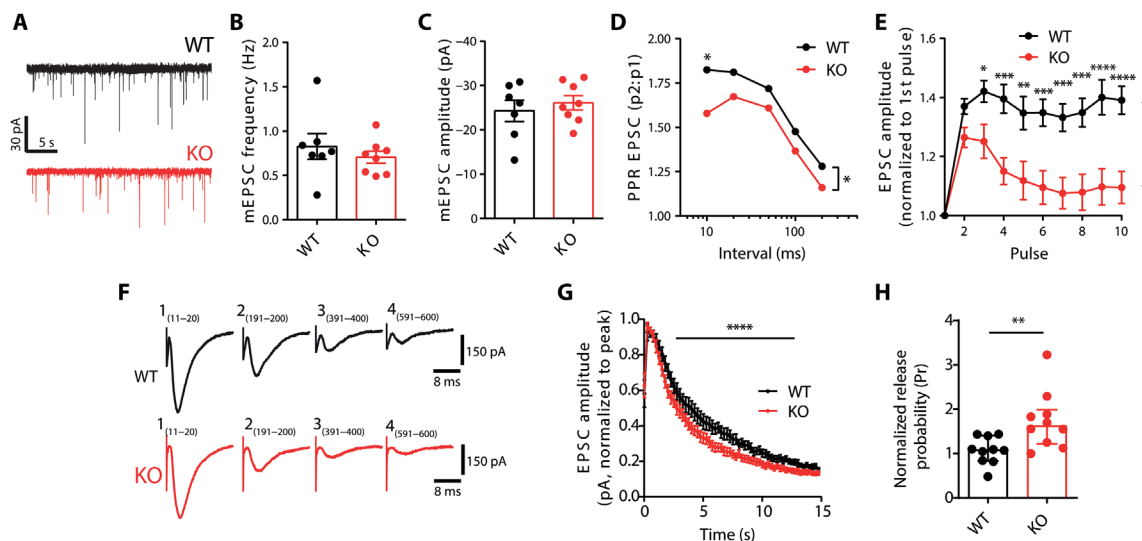 A
WT
30 pA
5 s
KO
B
mEPSC frequency (Hz)
2.0
1.5
1.0
0.5
0.0
WT
KO
C
mEPSC amplitude (pA)
−40
−30
−20
−10
0
WT
KO
D
PPR EPSC (p2:p1)
2.00
1.75
1.50
1.25
1.00
*
WT
KO
*
10
100
Interval (ms)
E
EPSC amplitude
(normalized to 1st pulse)
1.6
1.4
1.2
1.0
WT
KO
*
***
**
***
***
***
****
****
2
4
6
8
10
Pulse
F
1(11−20)
2(191−200)
3(391−400)
4(591−600)
WT
150 pA
8 ms
1(11−20)
2(191−200)
3(391−400)
4(591−600)
KO
150 pA
8 ms
G
EPSC amplitude
(pA, normalized to peak)
1.0
0.8
0.6
0.4
0.2
0.0
****
WT
KO
0
5
10
15
Time (s)
H
Normalized release
probability (Pr)
4
3
2
1
0
**
WT
KO